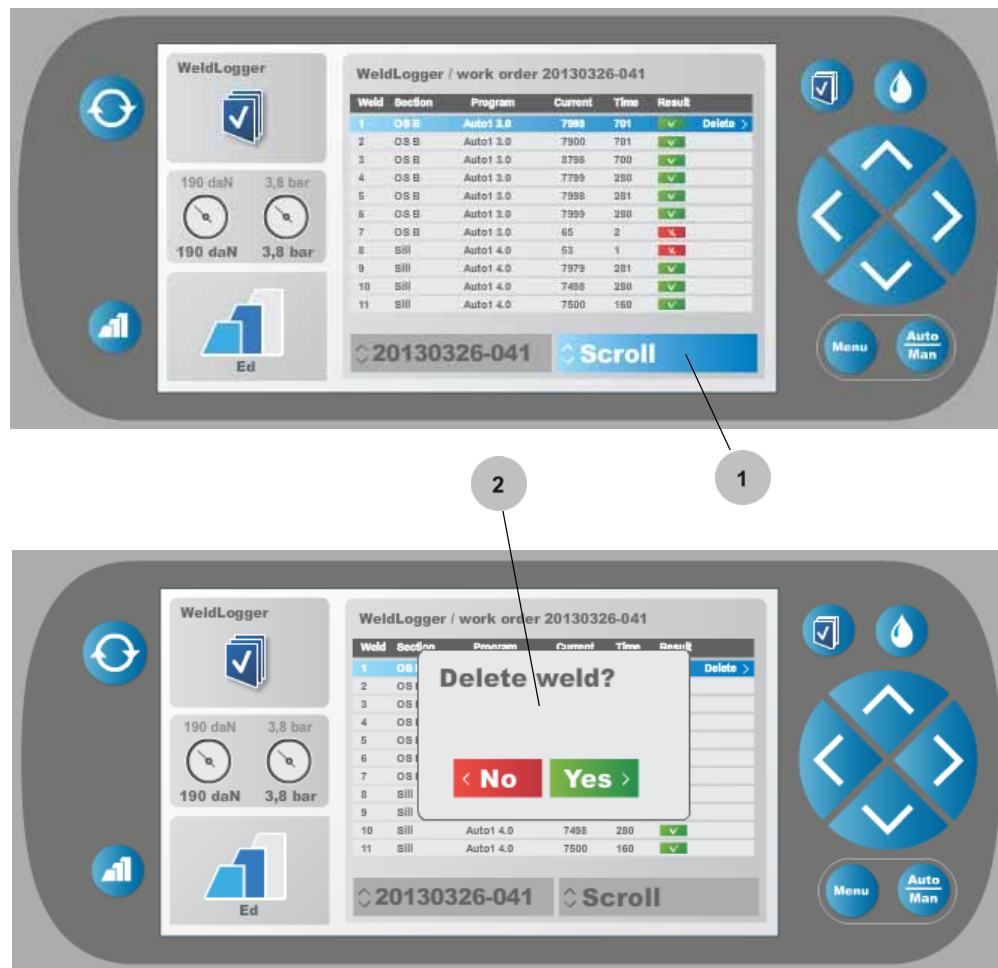 WeldLogger
190 daN 3,8 bar
190 daN 3,8 bar
Ed
WeldLogger / work order 20130326-041
Weld Section Program Current Time Result
1 OS B Auto1 3.0 7998 701 Delete >
2 OS B Auto1 3.0 7900 701
3 OS B Auto1 3.0 8798 700
4 OS B Auto1 3.0 7799 280
5 OS B Auto1 3.0 7998 281
6 OS B Auto1 3.0 7999 280
7 OS B Auto1 3.0 65 2
8 Sill Auto1 4.0 53 1
9 Sill Auto1 4.0 7979 281
10 Sill Auto1 4.0 7498 280
11 Sill Auto1 4.0 7500 160
20130326-041 Scroll
Menu
Auto
Man
1
2
WeldLogger
190 daN 3,8 bar
190 daN 3,8 bar
Ed
WeldLogger / work order 20130326-041
Weld Section Program Current Time Result
1 OS Delete >
2 OS
3 OS
4 OS
5 OS
6 OS
7 OS
8 Sill
9 Sill
10 Sill Auto1 4.0 7498 280
11 Sill Auto1 4.0 7500 160
Delete weld?
< No Yes >
20130326-041 Scroll
Menu
Auto
Man